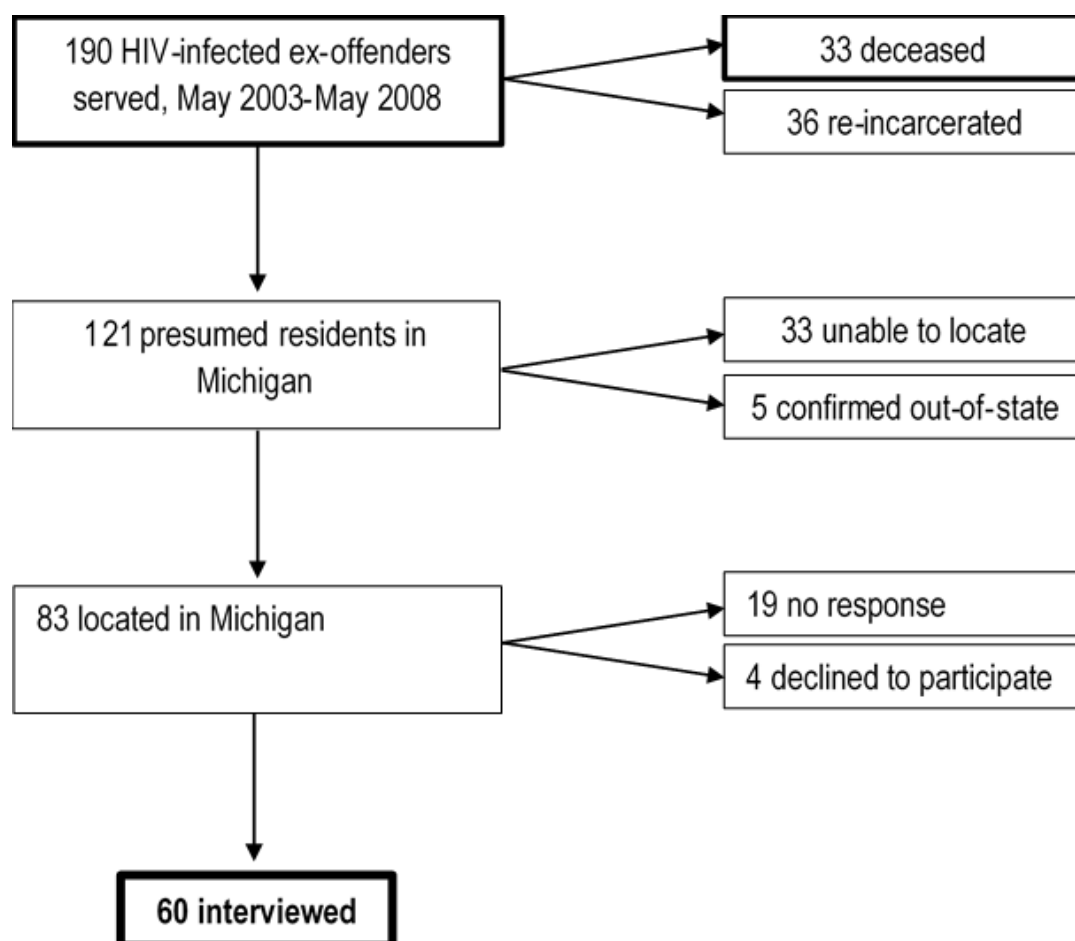 190 HIV-infected ex-offenders
served, May 2003-May 2008
33 deceased
36 re-incarcerated
121 presumed residents in
Michigan
33 unable to locate
5 confirmed out-of-state
83 located in Michigan
19 no response
4 declined to participate
60 interviewed